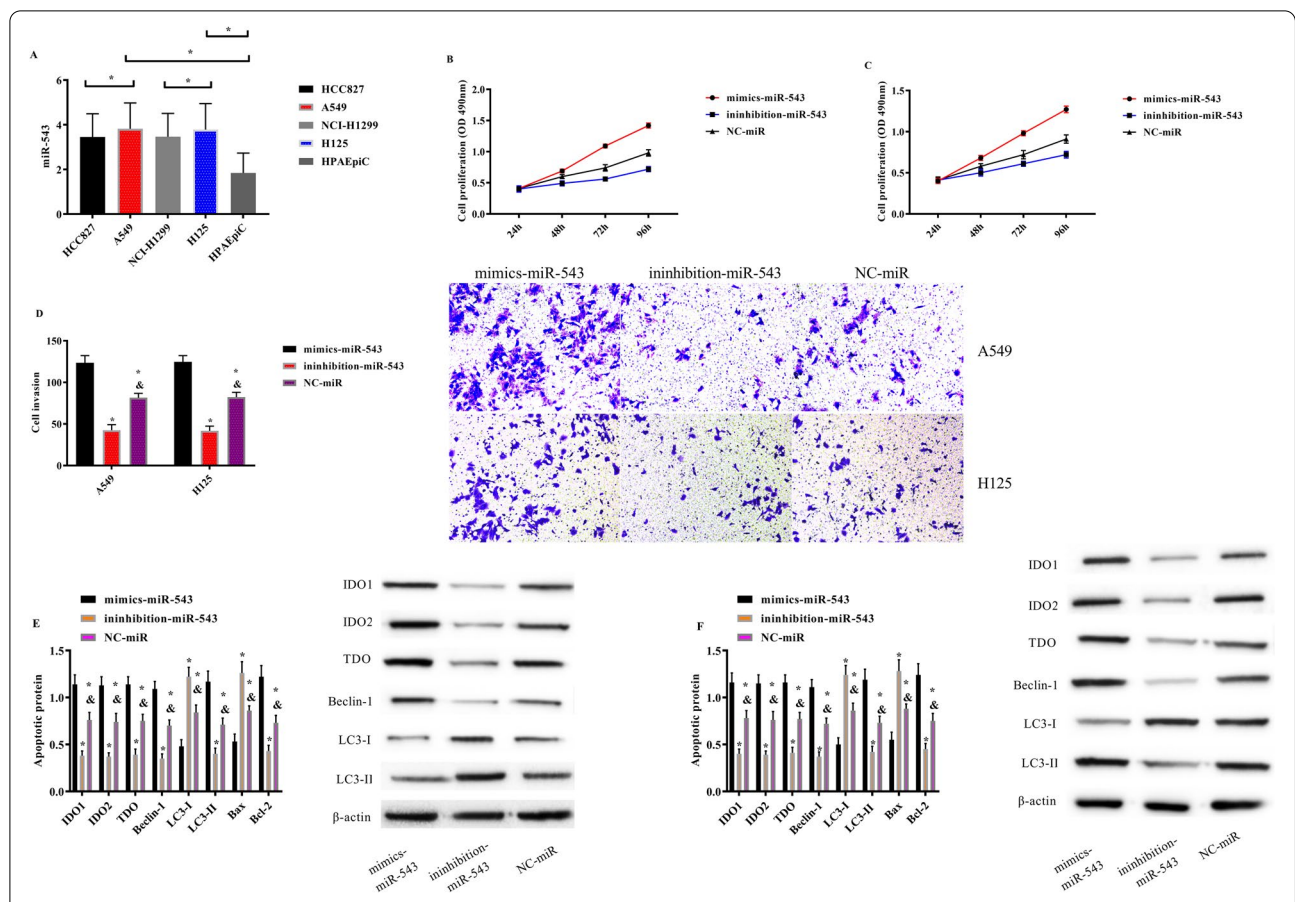 A
*
*
*
*
miR-543
6
4
2
0
HCC827
A549
NCI-H1299
H125
HPAEpiC
HCC827
A549
NCI-H1299
H125
HPAEpiC
B
Cell proliferation (OD 490nm)
2.0
1.5
1.0
0.5
0.0
24h
48h
72h
96h
mimics-miR-543
ininhibition-miR-543
NC-miR
C
Cell proliferation (OD 490nm)
2.0
1.5
1.0
0.5
0.0
24h
48h
72h
96h
mimics-miR-543
ininhibition-miR-543
NC-miR
D
Cell invasion
150
100
50
0
*
*
&
*
*
&
A549
H125
mimics-miR-543
ininhibition-miR-543
NC-miR
mimics-miR-543
ininhibition-miR-543
NC-miR
A549
H125
E
mimics-miR-543
ininhibition-miR-543
NC-miR
Apoptotic protein
1.5
1.0
0.5
0.0
* * & * * & * * & * * & * * & * * & * * & * * &
IDO1
IDO2
TDO
Beclin-1
LC3-I
LC3-II
Bax
Bcl-2
IDO1
IDO2
TDO
Beclin-1
LC3-I
LC3-II
β-actin
mimics-
miR-543
ininhibition-
miR-543
NC-miR
F
mimics-miR-543
ininhibition-miR-543
NC-miR
Apoptotic protein
1.5
1.0
0.5
0.0
* * & * * & * * & * * & * * & * * & * * & * * &
IDO1
IDO2
TDO
Beclin-1
LC3-I
LC3-II
Bax
Bcl-2
IDO1
IDO2
TDO
Beclin-1
LC3-I
LC3-II
β-actin
mimics-
miR-543
ininhibition-
miR-543
NC-miR